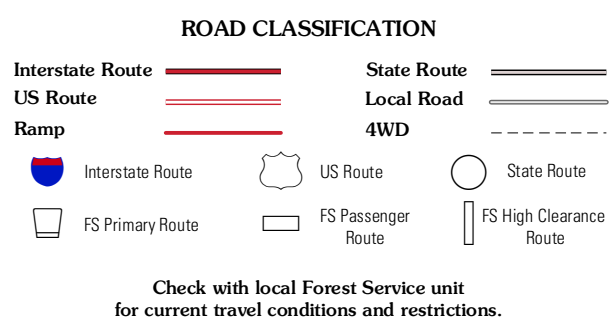 ROAD CLASSIFICATION
Interstate Route
State Route
US Route
Local Road
Ramp
4WD
Interstate Route
US Route
State Route
FS Primary Route
FS Passenger
Route
FS High Clearance
Route
Check with local Forest Service unit
for current travel conditions and restrictions.